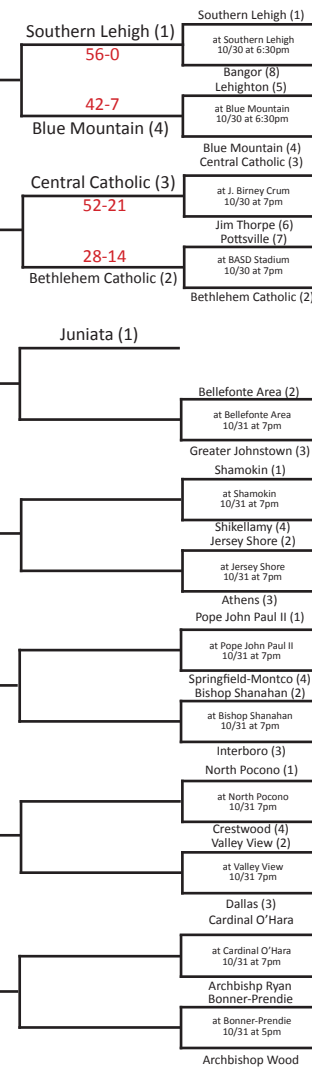 Southern Lehigh (1)
Southern Lehigh (1)
56-0
at Southern Lehigh
10/30 at 6:30pm
Bangor (8)
Lehighton (5)
42-7
at Blue Mountain
10/30 at 6:30pm
Blue Mountain (4)
Blue Mountain (4)
Central Catholic (3)
Central Catholic (3)
52-21
at J. Birney Crum
10/30 at 7pm
Jim Thorpe (6)
Pottsville (7)
28-14
at BASD Stadium
10/30 at 7pm
Bethlehem Catholic (2)
Bethlehem Catholic (2)
Juniata (1)
Bellefonte Area (2)
at Bellefonte Area
10/31 at 7pm
Greater Johnstown (3)
Shamokin (1)
at Shamokin
10/31 at 7pm
Shikellamy (4)
Jersey Shore (2)
at Jersey Shore
10/31 at 7pm
Athens (3)
Pope John Paul II (1)
at Pope John Paul II
10/31 at 7pm
Springfield-Montco (4)
Bishop Shanahan (2)
at Bishop Shanahan
10/31 at 7pm
Interboro (3)
North Pocono (1)
at North Pocono
10/31 7pm
Crestwood (4)
Valley View (2)
at Valley View
10/31 7pm
Dallas (3)
Cardinal O'Hara
at Cardinal O'Hara
10/31 at 7pm
Archbishp Ryan
Bonner-Prendie
at Bonner-Prendie
10/31 at 5pm
Archbishop Wood